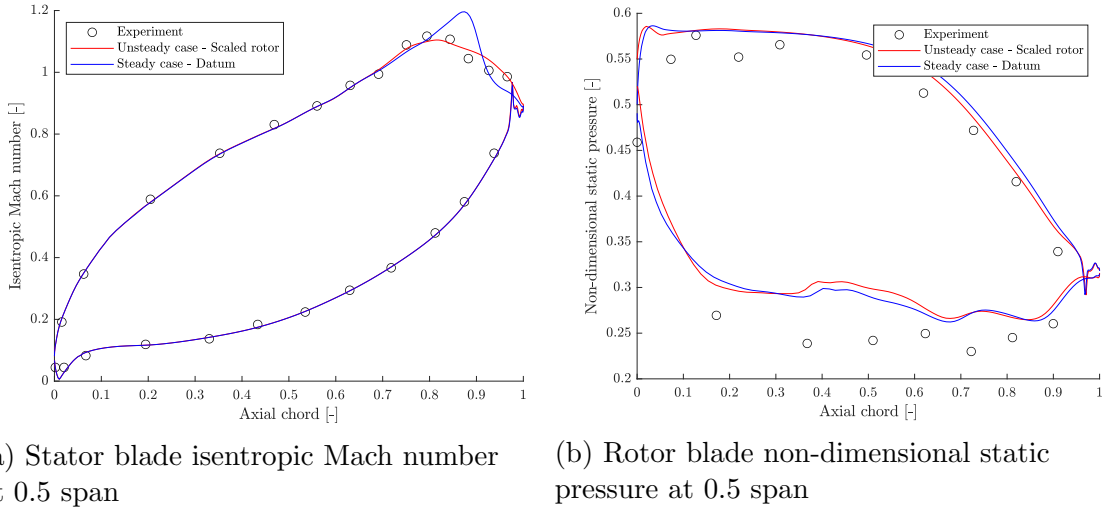 1.2
1
0.8
0.6
0.4
0.2
0
Isentropic Mach number [-]
Experiment
Unsteady case - Scaled rotor
Steady case - Datum
0 0.1 0.2 0.3 0.4 0.5 0.6 0.7 0.8 0.9 1
Axial chord [-]
0.6
0.55
0.5
0.45
0.4
0.35
0.3
0.25
0.2
Non-dimensional static pressure [-]
Experiment
Unsteady case - Scaled rotor
Steady case - Datum
0 0.1 0.2 0.3 0.4 0.5 0.6 0.7 0.8 0.9 1
Axial chord [-]
) Stator blade isentropic Mach number
t 0.5 span
(b) Rotor blade non-dimensional static
pressure at 0.5 span